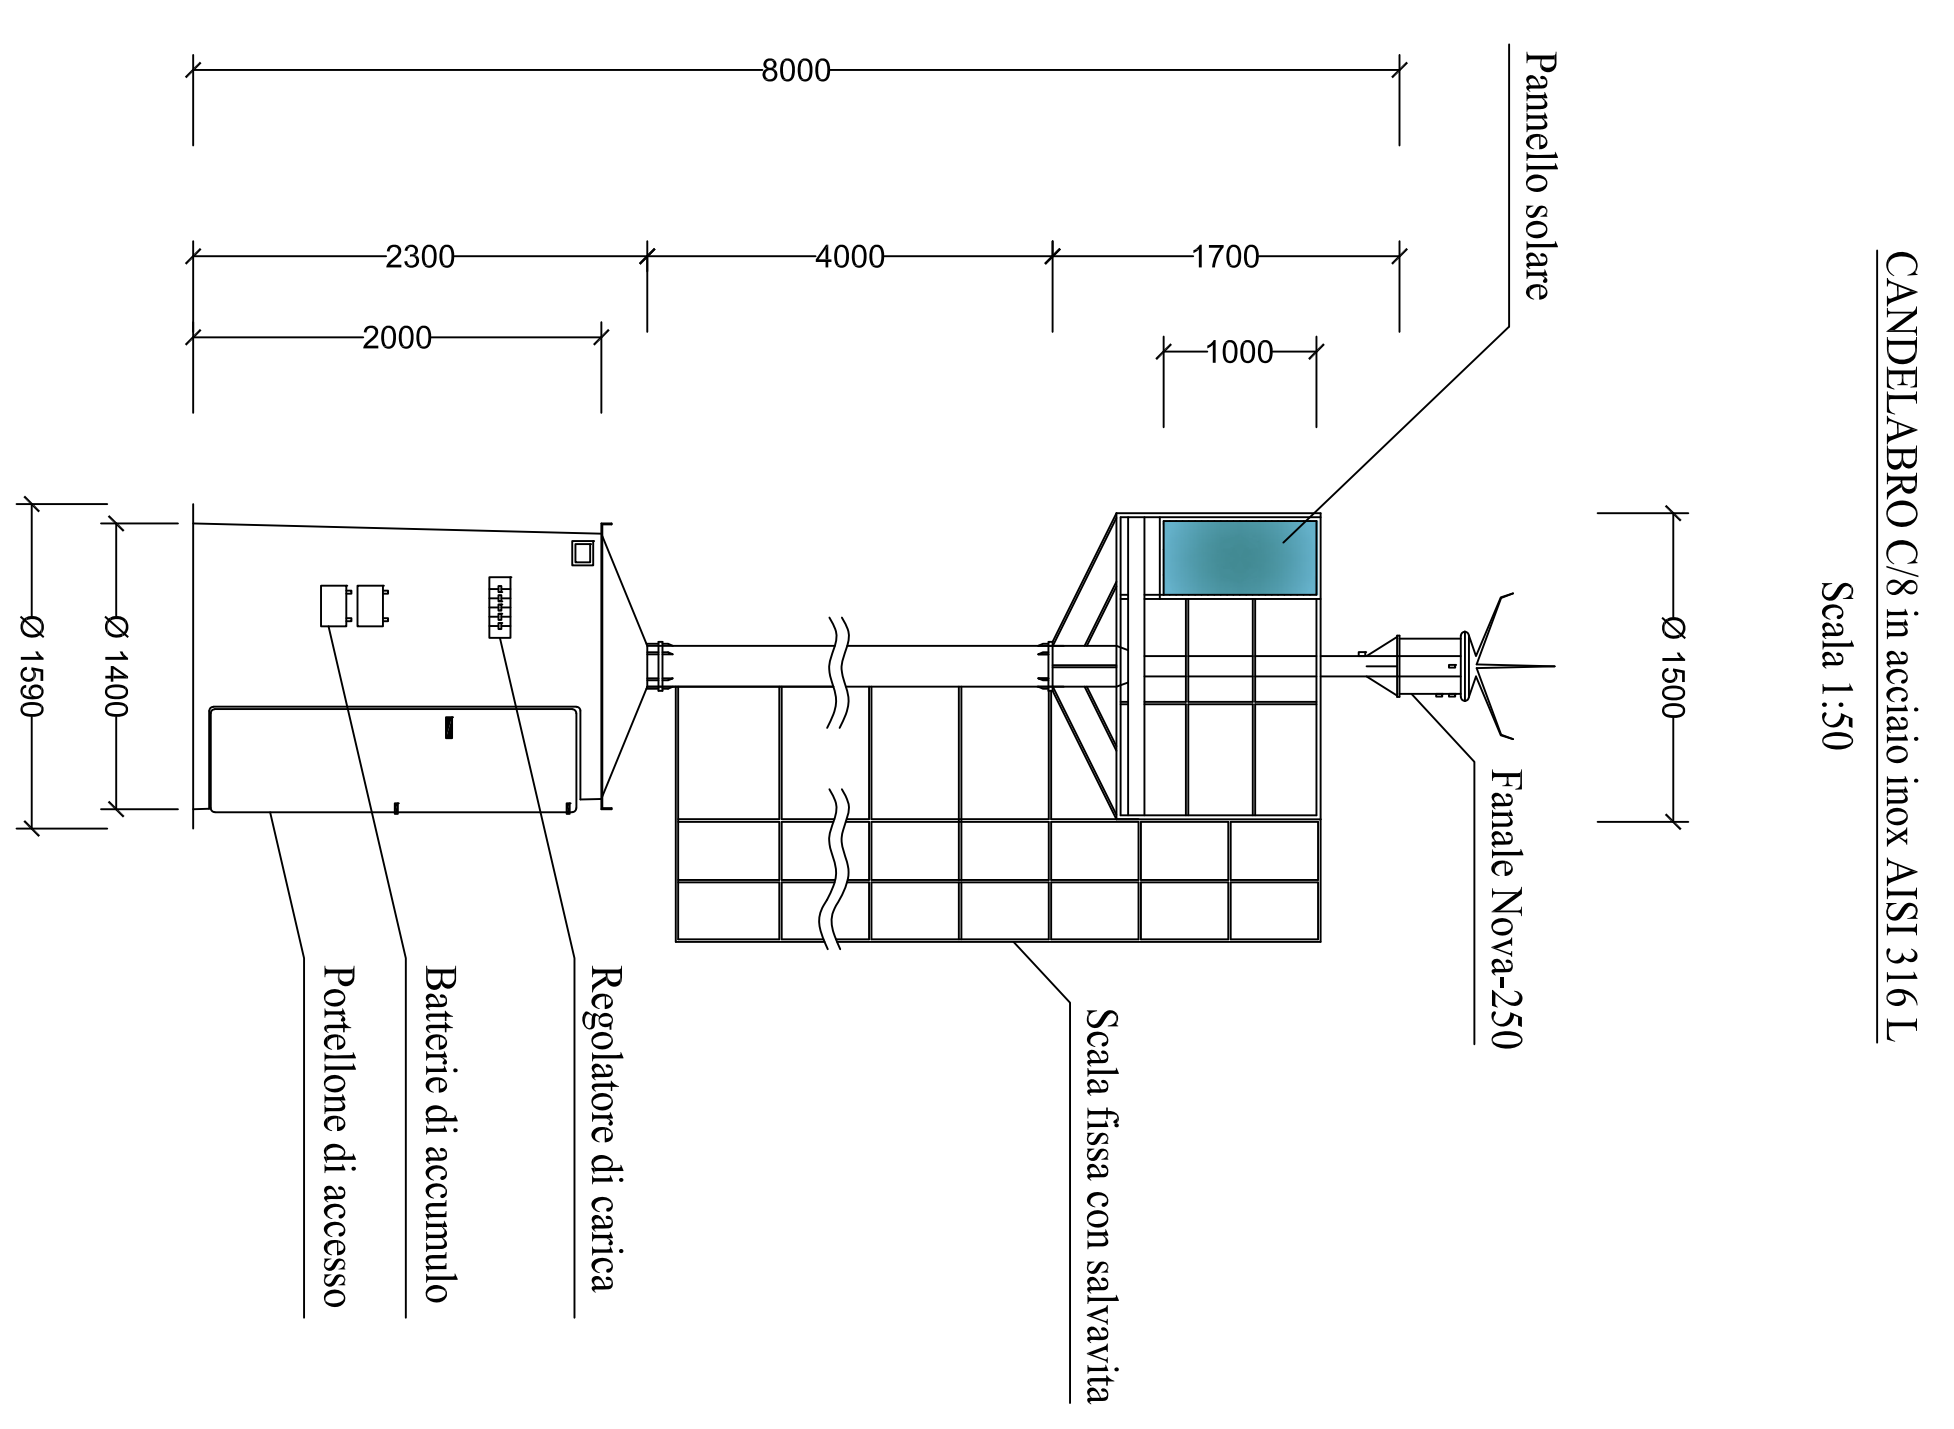 CANDELABRO C/8 in acciaio inox AISI 316 L
Scala 1:50
Ø 1500
Pannello solare
Fanale Nova-250
8000
1700
1000
4000
2300
2000
Scala fissa con salvavita
Regolatore di carica
Batterie di accumulo
Portellone di accesso
Ø 1400
Ø 1590